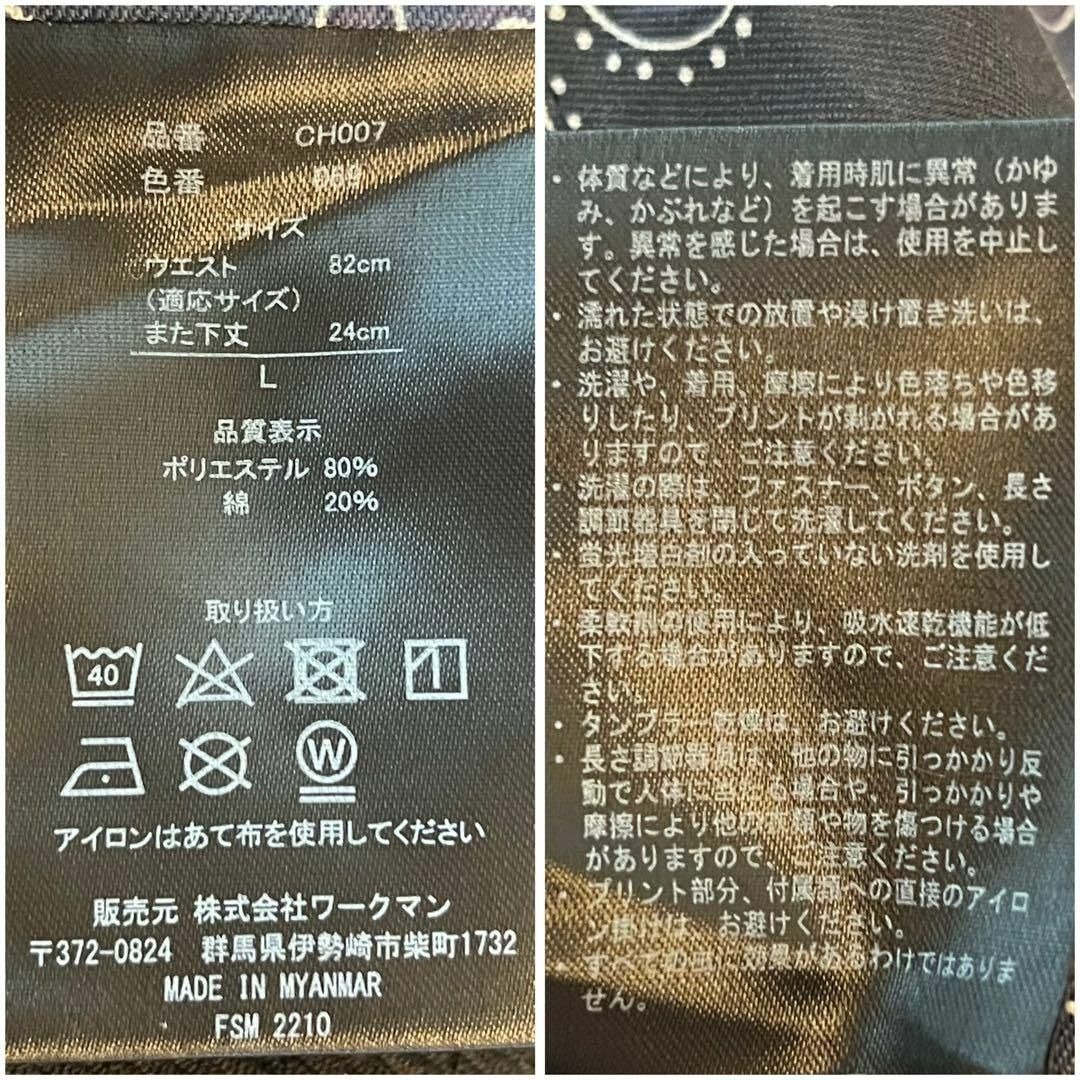 品番 CH007
色番
サイズ
ウエスト 82cm
(適応サイズ)
また下丈 24cm
L
品質表示
ポリエステル 80%
綿 20%
取り扱い方
40
W
アイロンはあて布を使用してください
販売元 株式会社ワークマン
〒372-0824 群馬県伊勢崎市柴町1732
MADE IN MYANMAR
FSM 2210
・体質などにより、着用時肌に異常（かゆ
み、かぶれなど）を起こす場合がありま
す。異常を感じた場合は、使用を中止し
てください。
・濡れた状態での放置や浸け置き洗いは、
お避けください。
・洗濯や、着用、摩擦により色落ちや色移
りしたり、プリントが剥がれる場合があ
りますので、ご注意ください。
・洗濯の際は、ファスナー、ボタン、長さ
調節器具を閉じて洗濯してください。
・蛍光増白剤の入っていない洗剤を使用し
てください。
・柔軟剤の使用により、吸水速乾機能が低
下する場合がありますので、ご注意くだ
さい。
・タンブラー乾燥は、お避けください。
・長さ調節器具は、他の物に引っかかり反
動で人体に当たる場合や、引っかかりや
摩擦により他の衣類や物を傷つける場合
がありますので、ご注意ください。
・プリント部分、付属部への直接のアイロ
ン掛けは、お避けください。
すべての虫に効果があるわけではありま
せん。